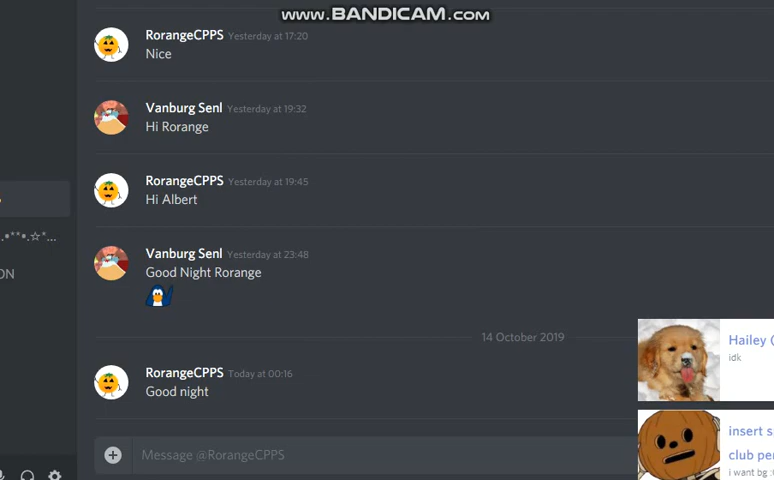 www.BANDICAM.com
RorangeCPPS Yesterday at 17:20
Nice
Vanburg Senl Yesterday at 19:32
Hi Rorange
RorangeCPPS Yesterday at 19:45
Hi Albert
.•**•.☆*...
ON
Vanburg Senl Yesterday at 23:48
Good Night Rorange
14 October 2019
Hailey (
idk
RorangeCPPS Today at 00:16
Good night
insert s
club pe
i want bg :(
Message @RorangeCPPS